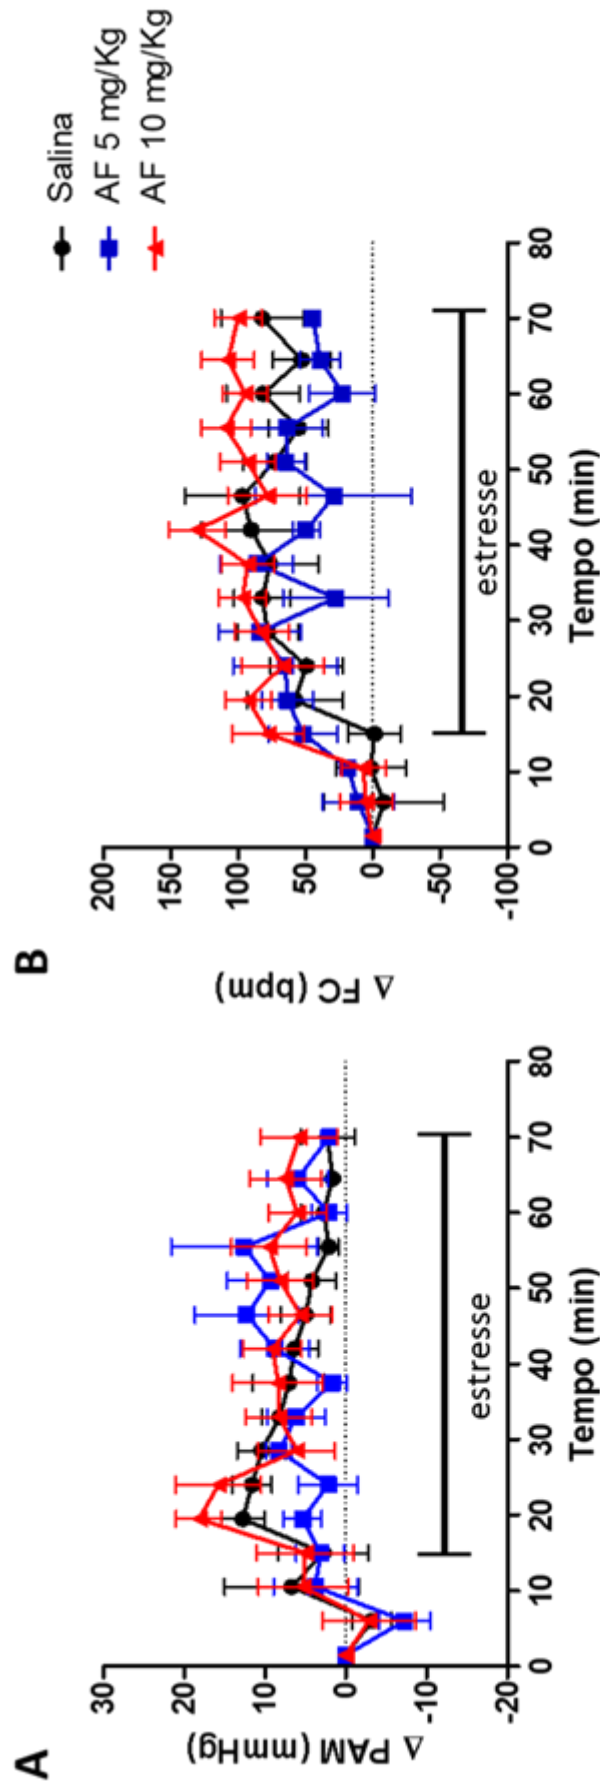 A
Δ PAM (mmHg)
30
20
10
0
-10
-20
estresse
0 10 20 30 40 50 60 70 80
Tempo (min)
B
Δ FC (bpm)
200
150
100
50
0
-50
-100
estresse
0 10 20 30 40 50 60 70 80
Tempo (min)
Salina
AF 5 mg/Kg
AF 10 mg/Kg